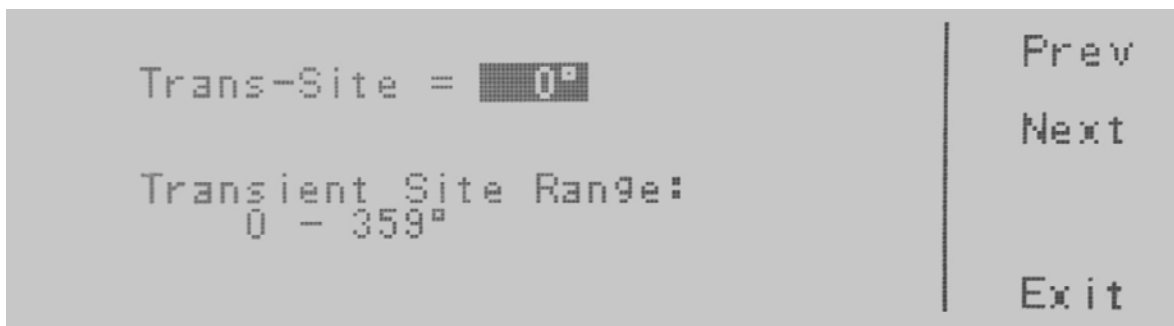 Trans-Site = 0°
Transient Site Range:
0 - 359°
Prev
Next
Exit